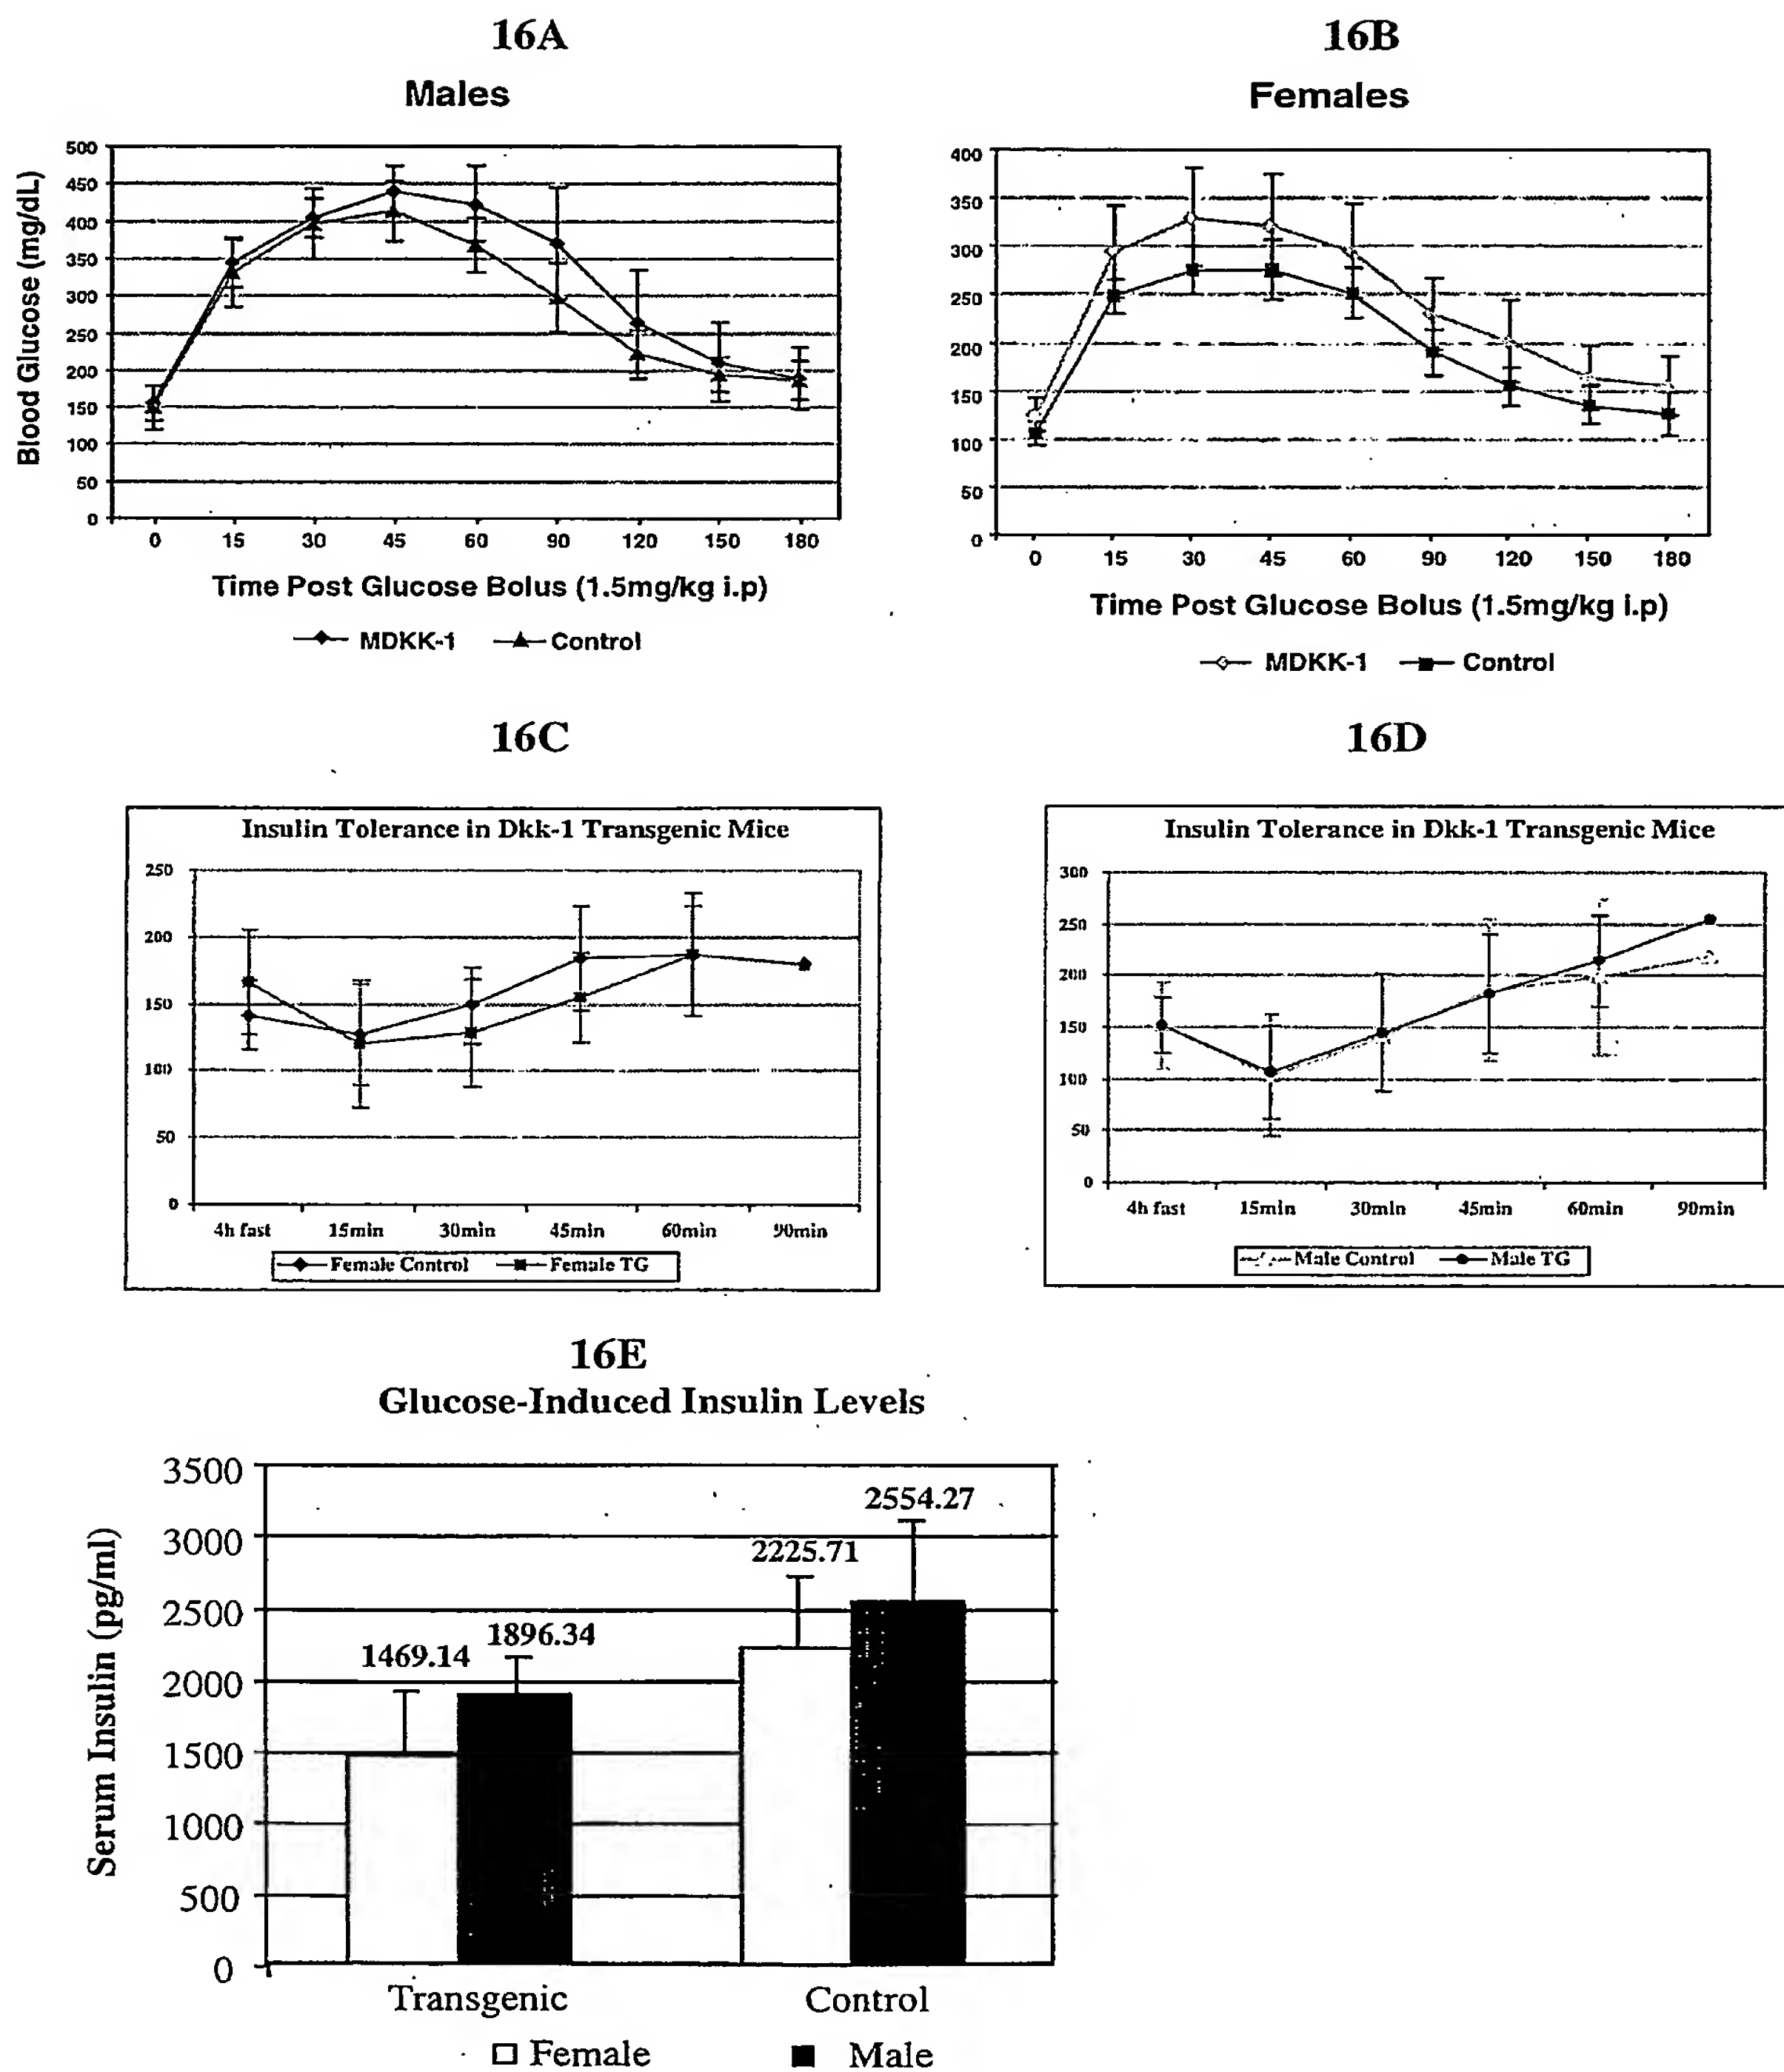 16A
Males
500
450
400
350
300
250
200
150
100
50
0
Blood Glucose (mg/dL)
0 15 30 45 60 90 120 150 180
Time Post Glucose Bolus (1.5mg/kg i.p)
MDKK-1 Control
16B
Females
400
350
300
250
200
150
100
50
0
0 15 30 45 60 90 120 150 180
Time Post Glucose Bolus (1.5mg/kg i.p)
MDKK-1 Control
16C
Insulin Tolerance in Dkk-1 Transgenic Mice
250
200
150
100
50
0
4h fast 15min 30min 45min 60min 90min
Female Control Female TG
16D
Insulin Tolerance in Dkk-1 Transgenic Mice
300
250
200
150
100
50
0
4h fast 15min 30min 45min 60min 90min
Male Control Male TG
16E
Glucose-Induced Insulin Levels
3500
3000
2500
2000
1500
1000
500
0
Serum Insulin (pg/ml)
1469.14
1896.34
2225.71
2554.27
Transgenic Control
Female Male